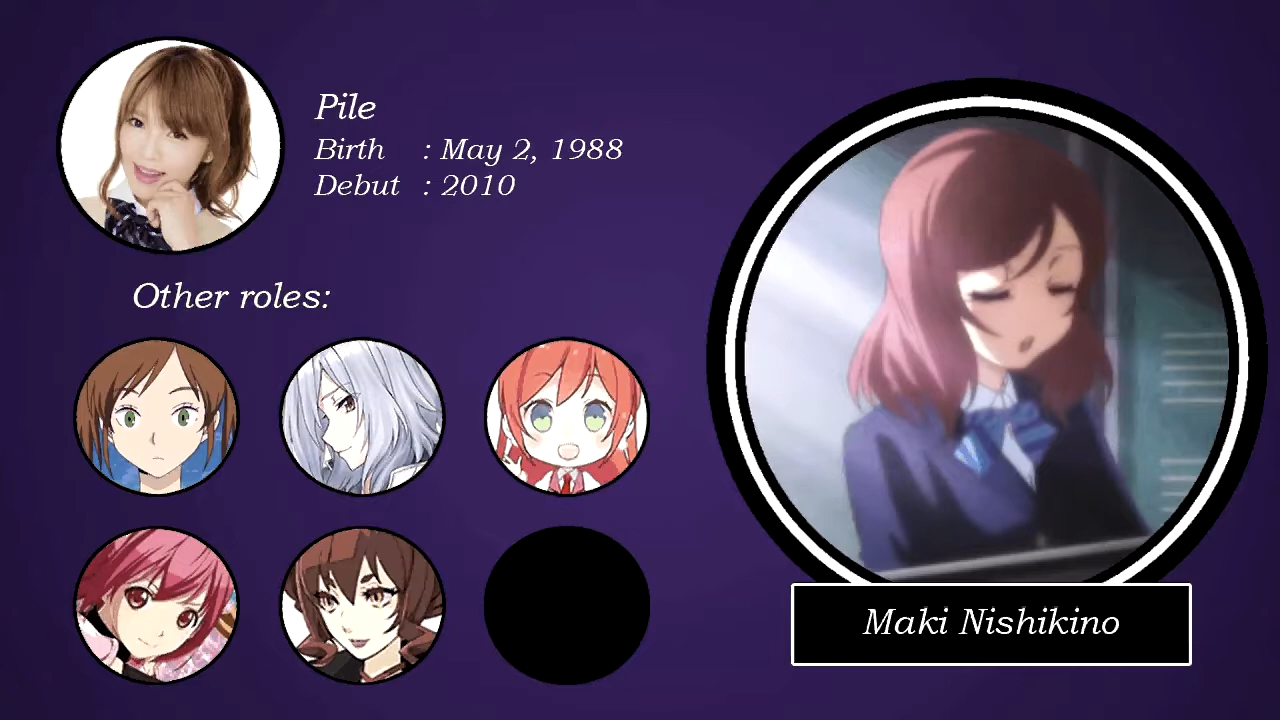 Pile
Birth : May 2, 1988
Debut : 2010
Other roles:
Maki Nishikino